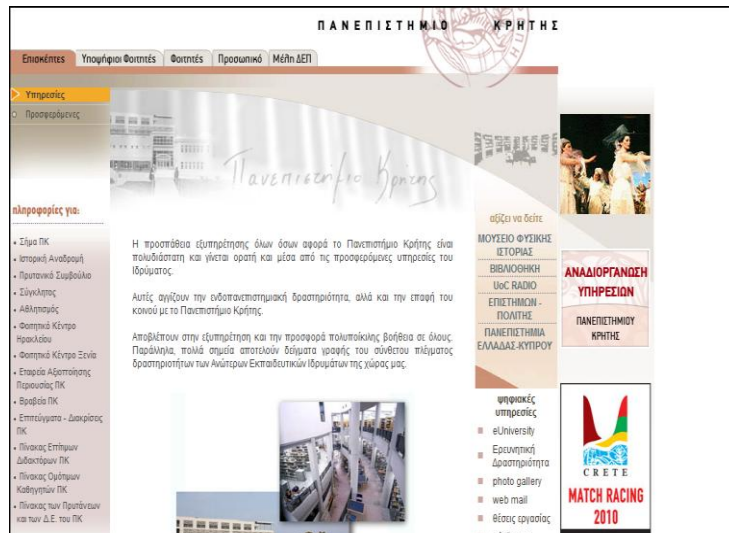 ΠΑΝΕΠΙΣΤΗΜΙΟ ΚΡΗΤΗΣ
Επισκέπτες Υποψήφιοι Φοιτητές Φοιτητές Προσωπικό Μέλη ΔΕΠ
Υπηρεσίες
Προσφερόμενες
Πανεπιστήμιο Κρήτης
πληροφορίες για:
• Σήμα ΠΚ
• Ιστορική Αναδρομή
• Πρυτανικό Συμβούλιο
• Σύγκλητος
• Αθλητισμός
• Φοιτητικό Κέντρο
Ηρακλείου
• Φοιτητικό Κέντρο Ξενία
• Εταιρεία Αξιοποίησης
Περιουσίας ΠΚ
• Βραβεία ΠΚ
• Επιτεύγματα - Διακρίσεις
ΠΚ
• Πίνακας Επίτιμων
Διδακτόρων ΠΚ
• Πίνακας Ομότιμων
Καθηγητών ΠΚ
• Πίνακας των Πρυτάνεων
και των Δ.Ε. του ΠΚ
Η προσπάθεια εξυπηρέτησης όλων όσων αφορά το Πανεπιστήμιο Κρήτης είναι
πολυδιάστατη και γίνεται ορατή και μέσα από τις προσφερόμενες υπηρεσίες του
Ιδρύματος.
Αυτές αγγίζουν την ενδοπανεπιστημιακή δραστηριότητα, αλλά και την επαφή του
κοινού με το Πανεπιστήμιο Κρήτης.
Αποβλέπουν στην εξυπηρέτηση και την προσφορά πολυποίκιλης βοήθεια σε όλους.
Παράλληλα, πολλά σημεία αποτελούν δείγματα γραφής του σύνθετου πλέγματος
δραστηριοτήτων των Ανώτερων Εκπαιδευτικών Ιδρυμάτων της χώρας μας.
αξίζει να δείτε
ΜΟΥΣΕΙΟ ΦΥΣΙΚΗΣ
ΙΣΤΟΡΙΑΣ
ΒΙΒΛΙΟΘΗΚΗ
UoC RADIO
ΕΠΙΣΤΗΜΩΝ -
ΠΟΛΙΤΗΣ
ΠΑΝΕΠΙΣΤΗΜΙΑ
ΕΛΛΑΔΑΣ-ΚΥΠΡΟΥ
ψηφιακές
υπηρεσίες
eUniversity
Ερευνητική
Δραστηριότητα
photo gallery
web mail
θέσεις εργασίας
ΑΝΑΔΙΟΡΓΑΝΩΣΗ
ΥΠΗΡΕΣΙΩΝ
ΠΑΝΕΠΙΣΤΗΜΙΟΥ
ΚΡΗΤΗΣ
CRETE
MATCH RACING
2010